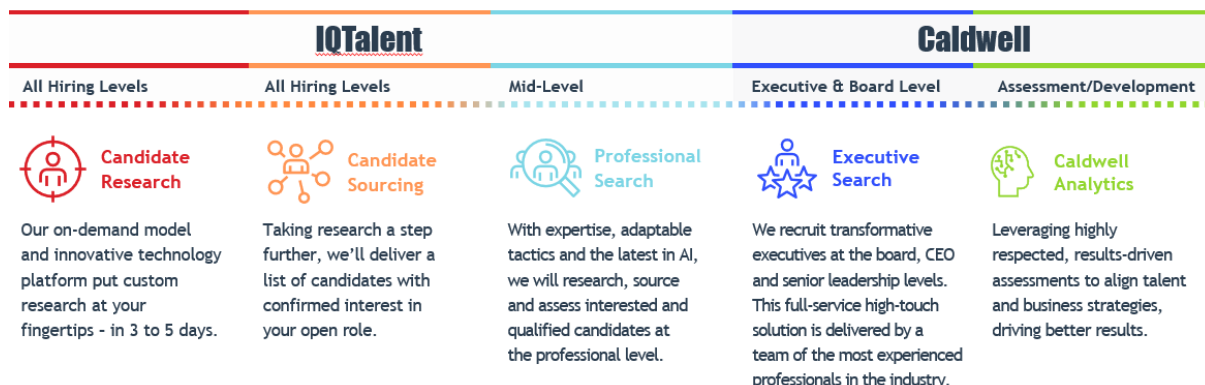 IQTalent
Caldwell
All Hiring Levels
All Hiring Levels
Mid-Level
Executive & Board Level
Assessment/Development
Candidate
Research
Our on-demand model
and innovative technology
platform put custom
research at your
fingertips – in 3 to 5 days.
Candidate
Sourcing
Taking research a step
further, we’ll deliver a
list of candidates with
confirmed interest in
your open role.
Professional
Search
With expertise, adaptable
tactics and the latest in AI,
we will research, source
and assess interested and
qualified candidates at
the professional level.
Executive
Search
We recruit transformative
executives at the board, CEO
and senior leadership levels.
This full-service high-touch
solution is delivered by a
team of the most experienced
professionals in the industry.
Caldwell
Analytics
Leveraging highly
respected, results-driven
assessments to align talent
and business strategies,
driving better results.